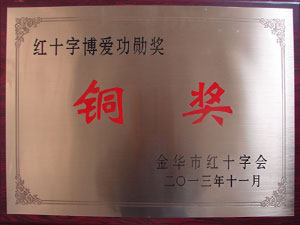 红十字博爱功勋奖
铜 奖
金华市红十字会
二〇一三年十一月